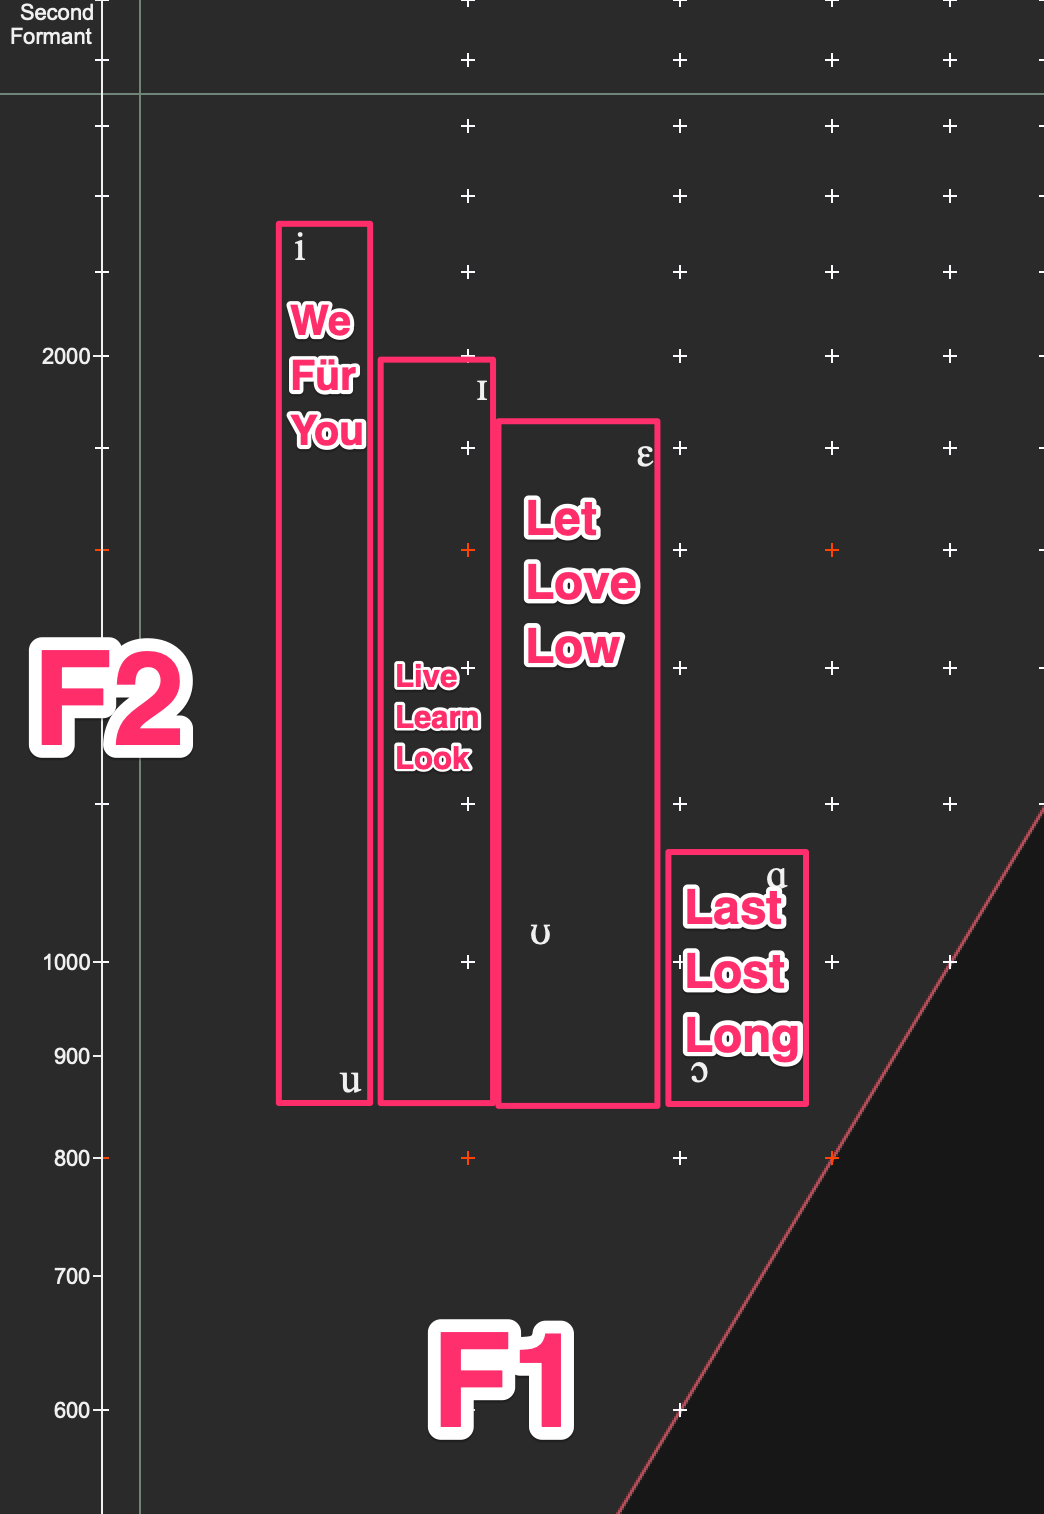 Second
Formant
i
We
Für
You
2000
ɪ
ɛ
Let
Love
Low
F2
Live
Learn
Look
ɑ
Last
Lost
Long
ʊ
1000
900
ɔ
u
800
700
F1
600